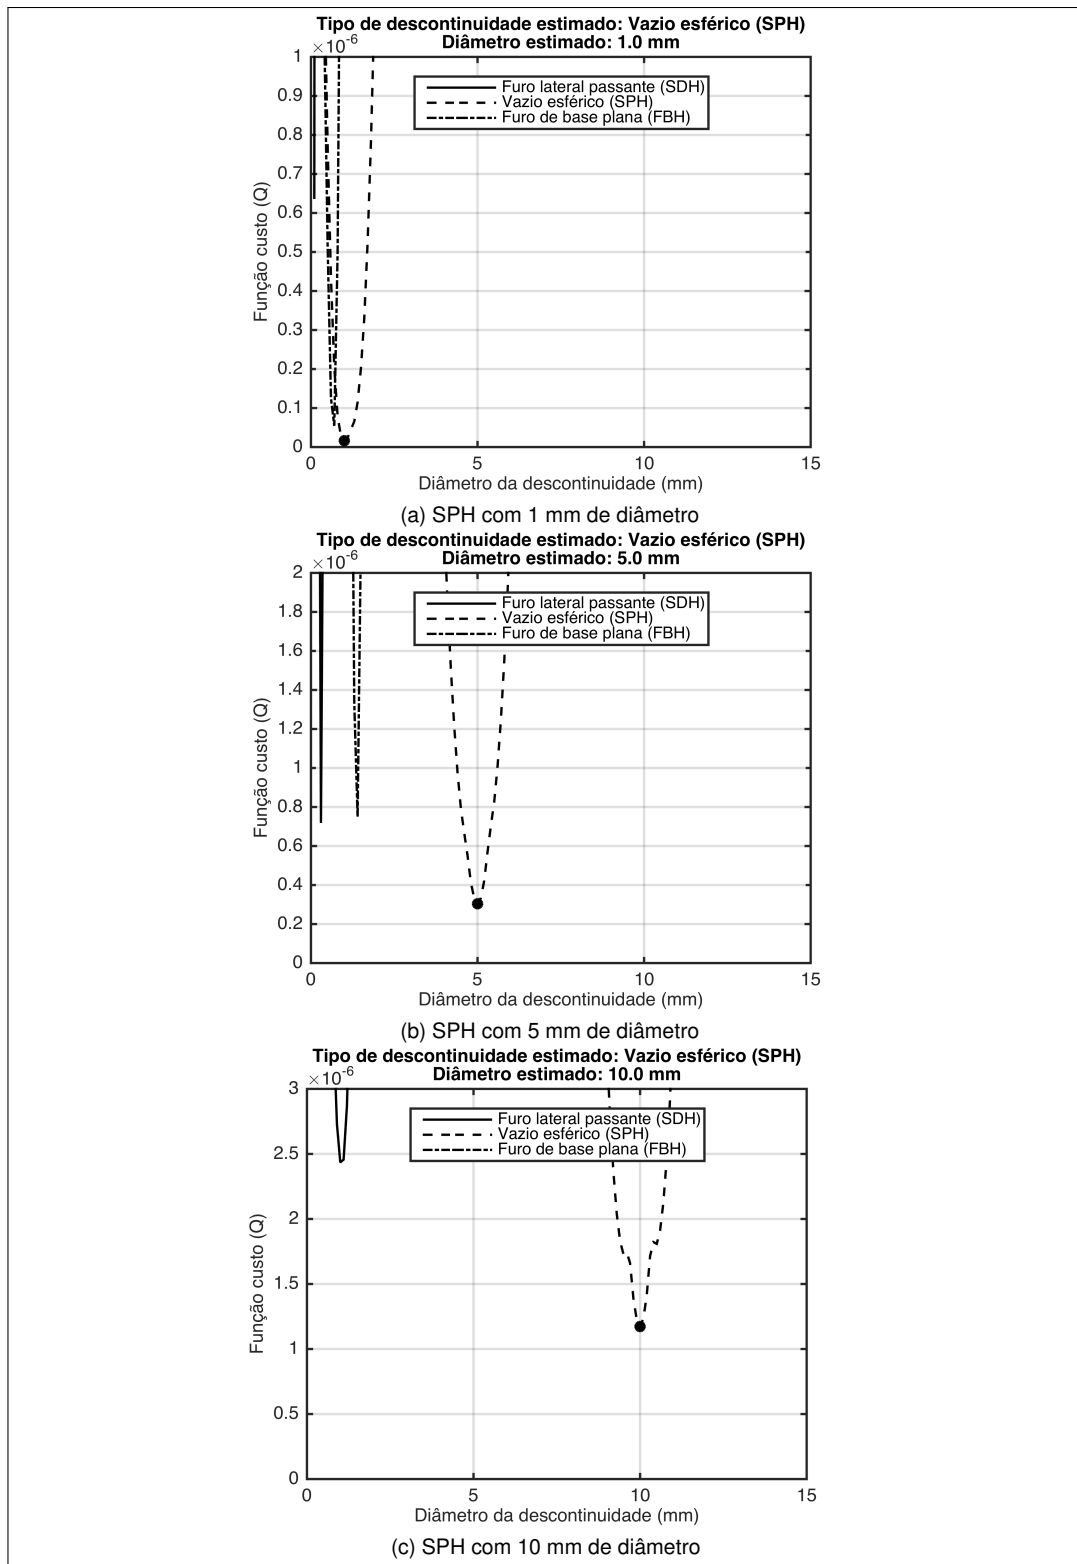 Tipo de descontinuidade estimado: Vazio esférico (SPH)
Diâmetro estimado: 1.0 mm
×10-6
Furo lateral passante (SDH)
Vazio esférico (SPH)
Furo de base plana (FBH)
1
0.9
0.8
0.7
0.6
0.5
0.4
0.3
0.2
0.1
0
Função custo (Q)
0 5 10 15
Diâmetro da descontinuidade (mm)
(a) SPH com 1 mm de diâmetro
Tipo de descontinuidade estimado: Vazio esférico (SPH)
Diâmetro estimado: 5.0 mm
×10-6
Furo lateral passante (SDH)
Vazio esférico (SPH)
Furo de base plana (FBH)
2
1.8
1.6
1.4
1.2
1
0.8
0.6
0.4
0.2
0
Função custo (Q)
0 5 10 15
Diâmetro da descontinuidade (mm)
(b) SPH com 5 mm de diâmetro
Tipo de descontinuidade estimado: Vazio esférico (SPH)
Diâmetro estimado: 10.0 mm
×10-6
Furo lateral passante (SDH)
Vazio esférico (SPH)
Furo de base plana (FBH)
3
2.5
2
1.5
1
0.5
0
Função custo (Q)
0 5 10 15
Diâmetro da descontinuidade (mm)
(c) SPH com 10 mm de diâmetro